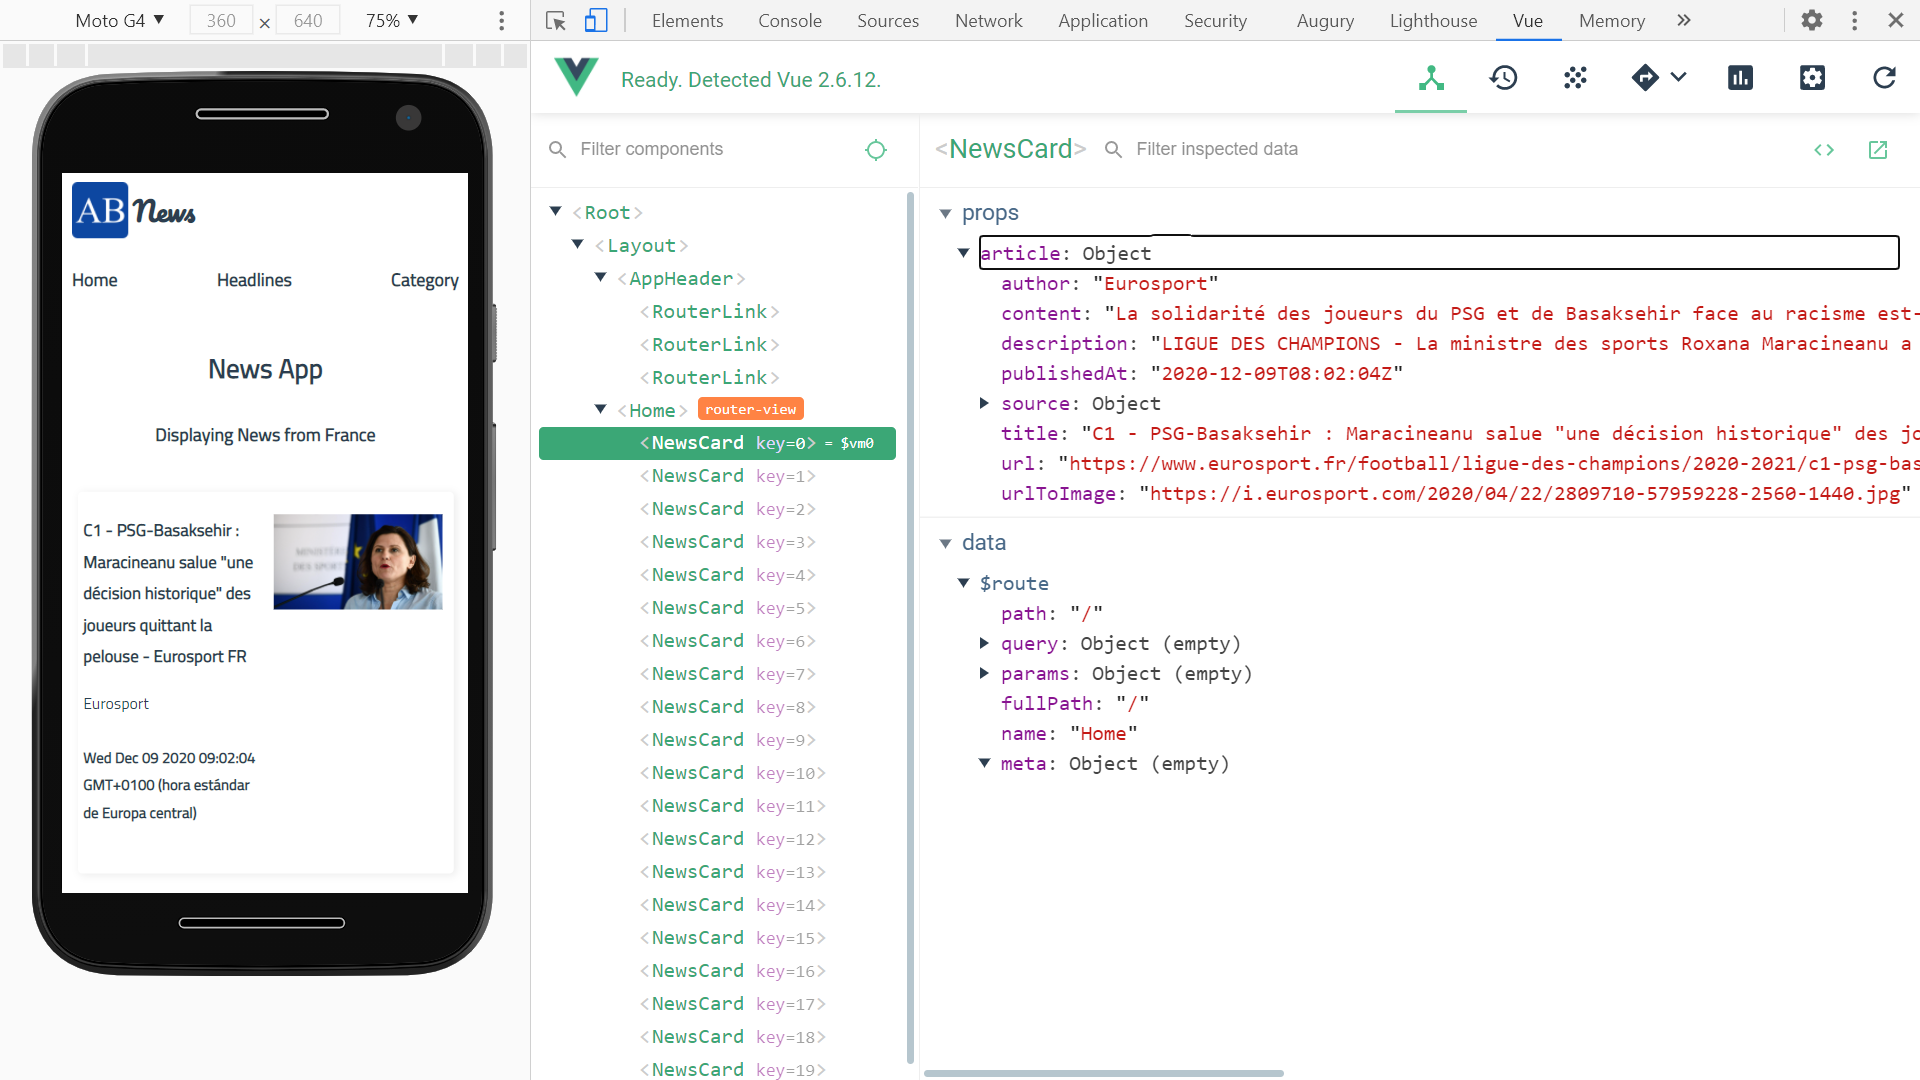 Moto G4 ▼ 360 × 640 75% ▼
Elements Console Sources Network Application Security Augury Lighthouse Vue Memory »
Ready. Detected Vue 2.6.12.
Filter components
<NewsCard> Filter inspected data
AB News
Home Headlines Category
News App
Displaying News from France
C1 - PSG-Basaksehir :
Maracineanu salue "une
décision historique" des
joueurs quittant la
pelouse - Eurosport FR
Eurosport
Wed Dec 09 2020 09:02:04
GMT+0100 (hora estándar
de Europa central)
MINISTÈRE
DES SPORTS
<Root>
<Layout>
<AppHeader>
<RouterLink>
<RouterLink>
<RouterLink>
<Home> router-view
<NewsCard key=0> = $vm0
<NewsCard key=1>
<NewsCard key=2>
<NewsCard key=3>
<NewsCard key=4>
<NewsCard key=5>
<NewsCard key=6>
<NewsCard key=7>
<NewsCard key=8>
<NewsCard key=9>
<NewsCard key=10>
<NewsCard key=11>
<NewsCard key=12>
<NewsCard key=13>
<NewsCard key=14>
<NewsCard key=15>
<NewsCard key=16>
<NewsCard key=17>
<NewsCard key=18>
<NewsCard key=19>
props
article: Object
author: "Eurosport"
content: "La solidarité des joueurs du PSG et de Basaksehir face au racisme est-
description: "LIGUE DES CHAMPIONS - La ministre des sports Roxana Maracineanu a
publishedAt: "2020-12-09T08:02:04Z"
source: Object
title: "C1 - PSG-Basaksehir : Maracineanu salue "une décision historique" des jo
url: "https://www.eurosport.fr/football/ligue-des-champions/2020-2021/c1-psg-bas
urlToImage: "https://i.eurosport.com/2020/04/22/2809710-57959228-2560-1440.jpg"
data
$route
path: "/"
query: Object (empty)
params: Object (empty)
fullPath: "/"
name: "Home"
meta: Object (empty)